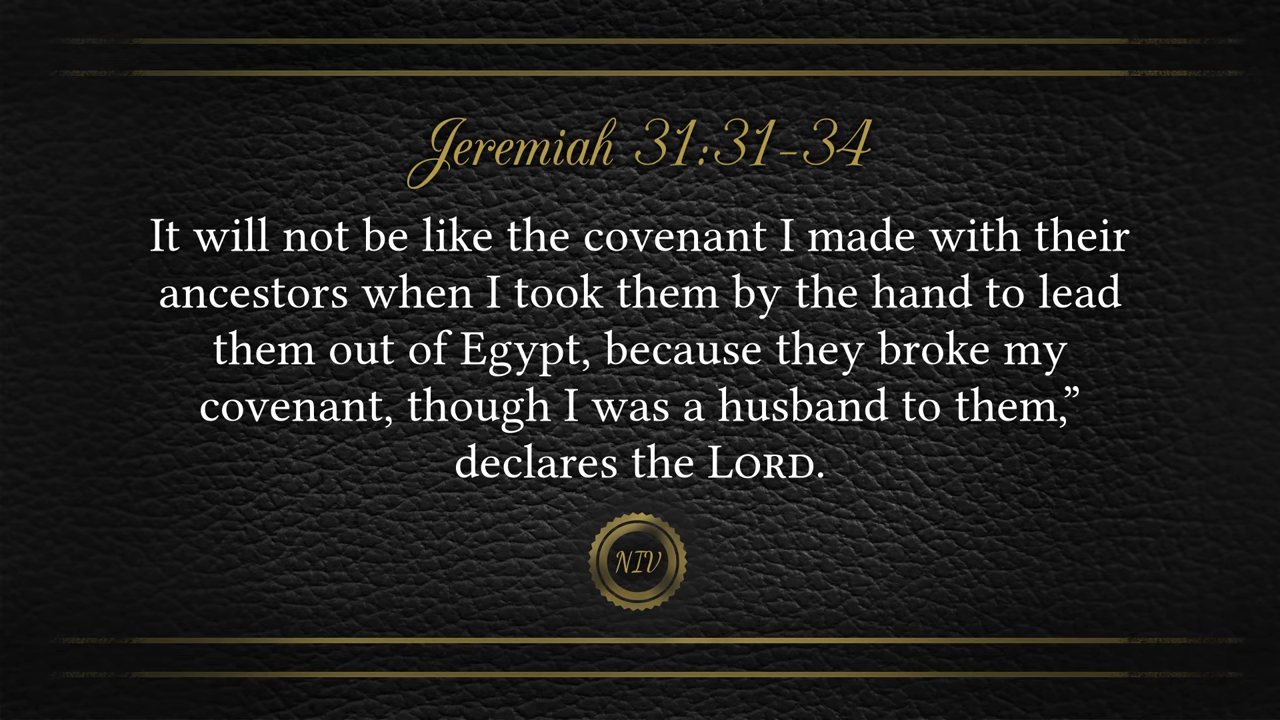 Jeremiah 31:31-34
It will not be like the covenant I made with their
ancestors when I took them by the hand to lead
them out of Egypt, because they broke my
covenant, though I was a husband to them,”
declares the LORD.
NIV